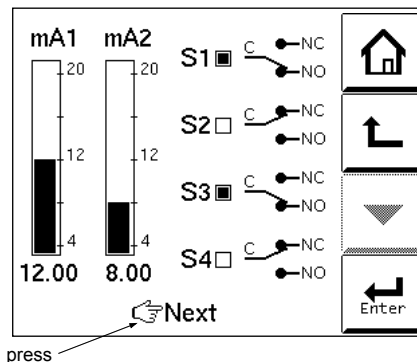 mA1 mA2
20 20
12 12
4 4
12.00 8.00
S1 C NC
NO
S2 C NC
NO
S3 C NC
NO
S4 C NC
NO
Next
Enter
press